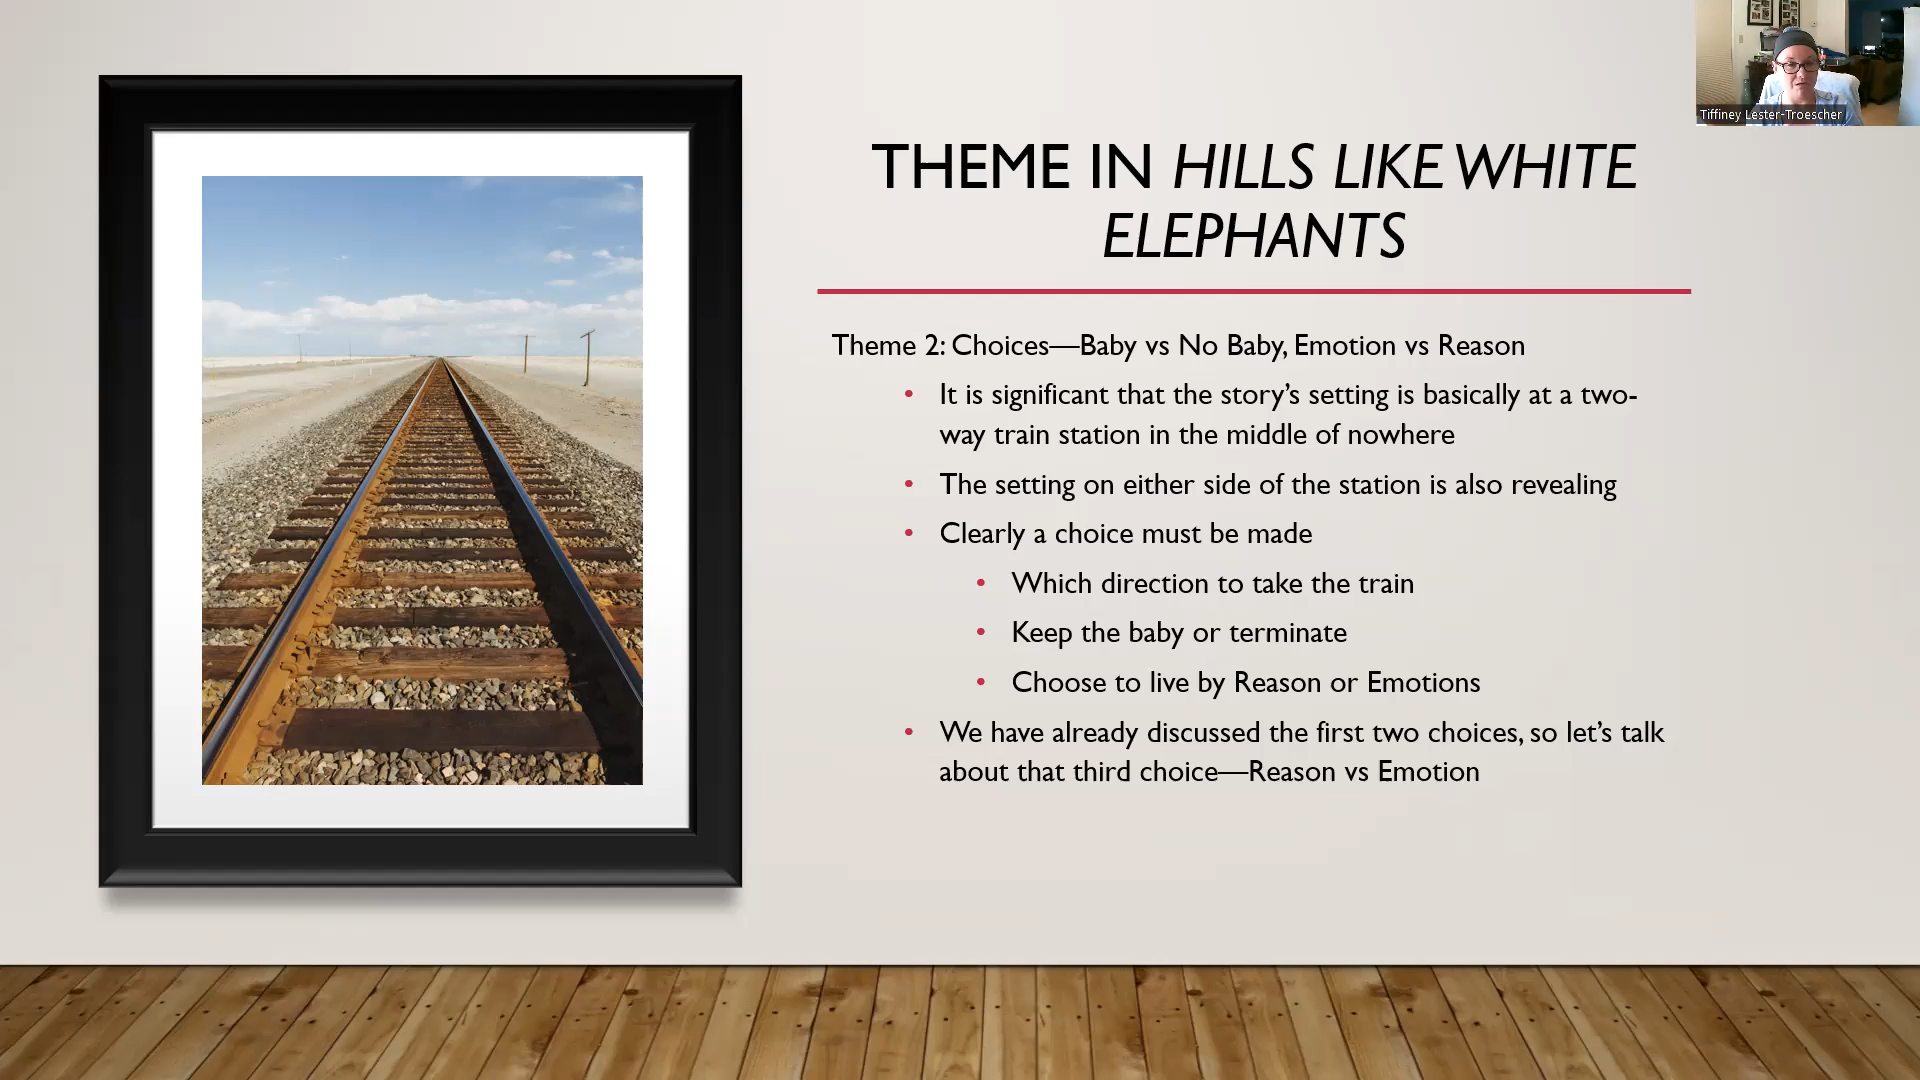 Tiffiney Lester-Troescher
THEME IN HILLS LIKE WHITE
ELEPHANTS
Theme 2: Choices—Baby vs No Baby, Emotion vs Reason
• It is significant that the story’s setting is basically at a two-
way train station in the middle of nowhere
• The setting on either side of the station is also revealing
• Clearly a choice must be made
• Which direction to take the train
• Keep the baby or terminate
• Choose to live by Reason or Emotions
• We have already discussed the first two choices, so let’s talk
about that third choice—Reason vs Emotion